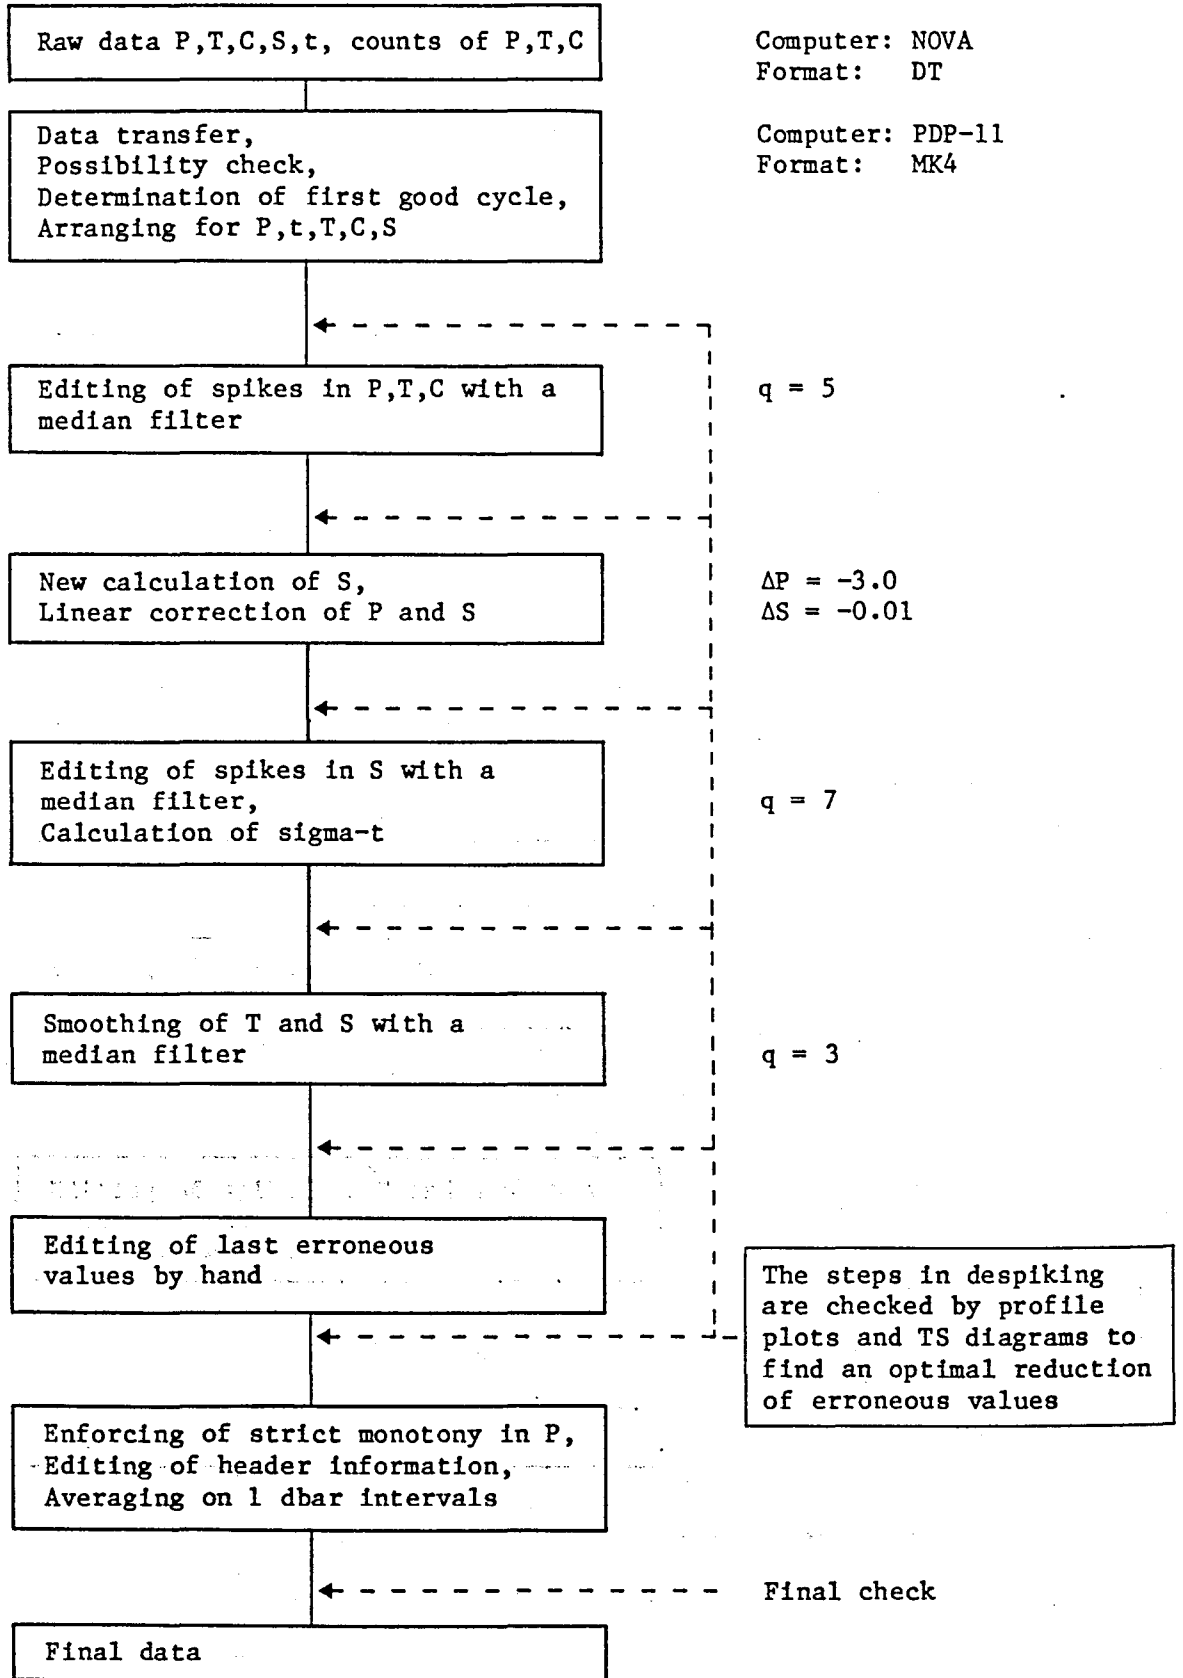 Raw data P,T,C,S,t, counts of P,T,C
Computer: NOVA
Format: DT
Data transfer,
Possibility check,
Determination of first good cycle,
Arranging for P,t,T,C,S
Computer: PDP-11
Format: MK4
Editing of spikes in P,T,C with a
median filter
q = 5
New calculation of S,
Linear correction of P and S
ΔP = -3.0
ΔS = -0.01
Editing of spikes in S with a
median filter,
Calculation of sigma-t
q = 7
Smoothing of T and S with a
median filter
q = 3
Editing of last erroneous
values by hand
The steps in despiking
are checked by profile
plots and TS diagrams to
find an optimal reduction
of erroneous values
Enforcing of strict monotony in P,
Editing of header information,
Averaging on 1 dbar intervals
Final check
Final data